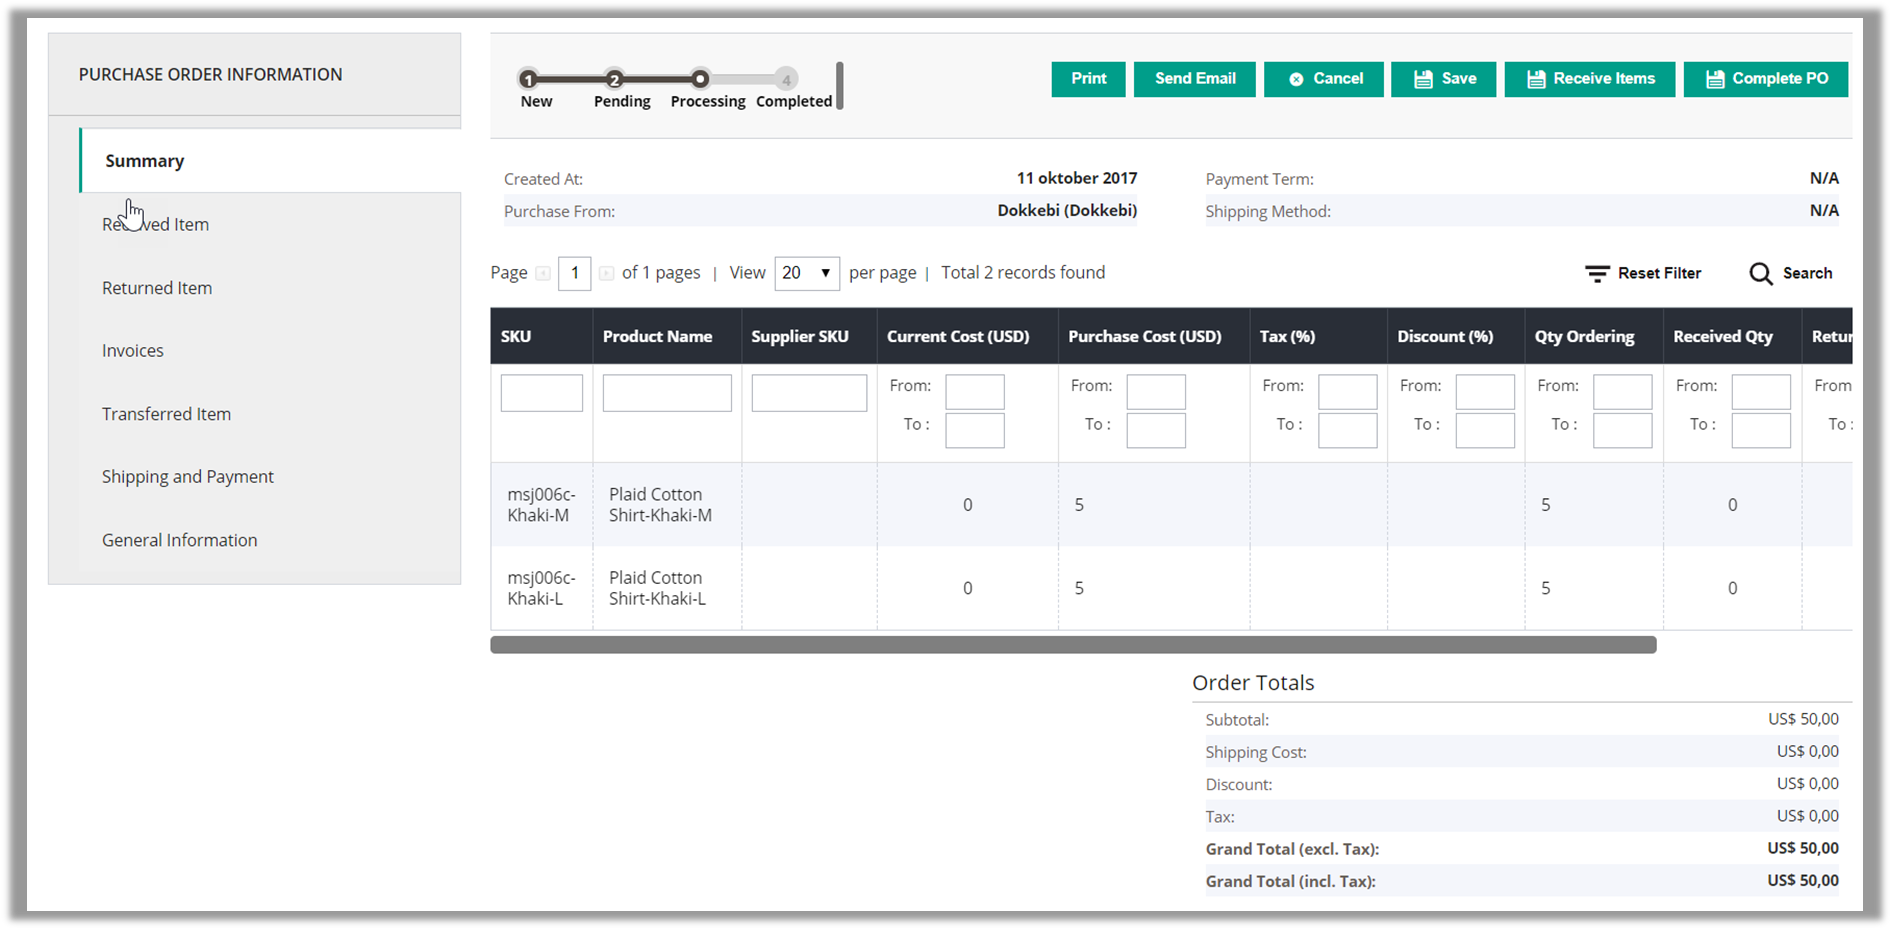 PURCHASE ORDER INFORMATION
Summary
Received Item
Returned Item
Invoices
Transferred Item
Shipping and Payment
General Information
1 2 4
New Pending Processing Completed
Print Send Email Cancel Save Receive Items Complete PO
Created At: 11 oktober 2017
Purchase From: Dokkebi (Dokkebi)
Payment Term: N/A
Shipping Method: N/A
Page 1 of 1 pages | View 20 per page | Total 2 records found
Reset Filter Search
SKU Product Name Supplier SKU Current Cost (USD) Purchase Cost (USD) Tax (%) Discount (%) Qty Ordering Received Qty Retur
From: From: From: From: From: From: From
To : To : To : To : To : To : To :
msj006c- Plaid Cotton
Khaki-M Shirt-Khaki-M 0 5 5 0
msj006c- Plaid Cotton
Khaki-L Shirt-Khaki-L 0 5 5 0
Order Totals
Subtotal: US$ 50,00
Shipping Cost: US$ 0,00
Discount: US$ 0,00
Tax: US$ 0,00
Grand Total (excl. Tax): US$ 50,00
Grand Total (incl. Tax): US$ 50,00